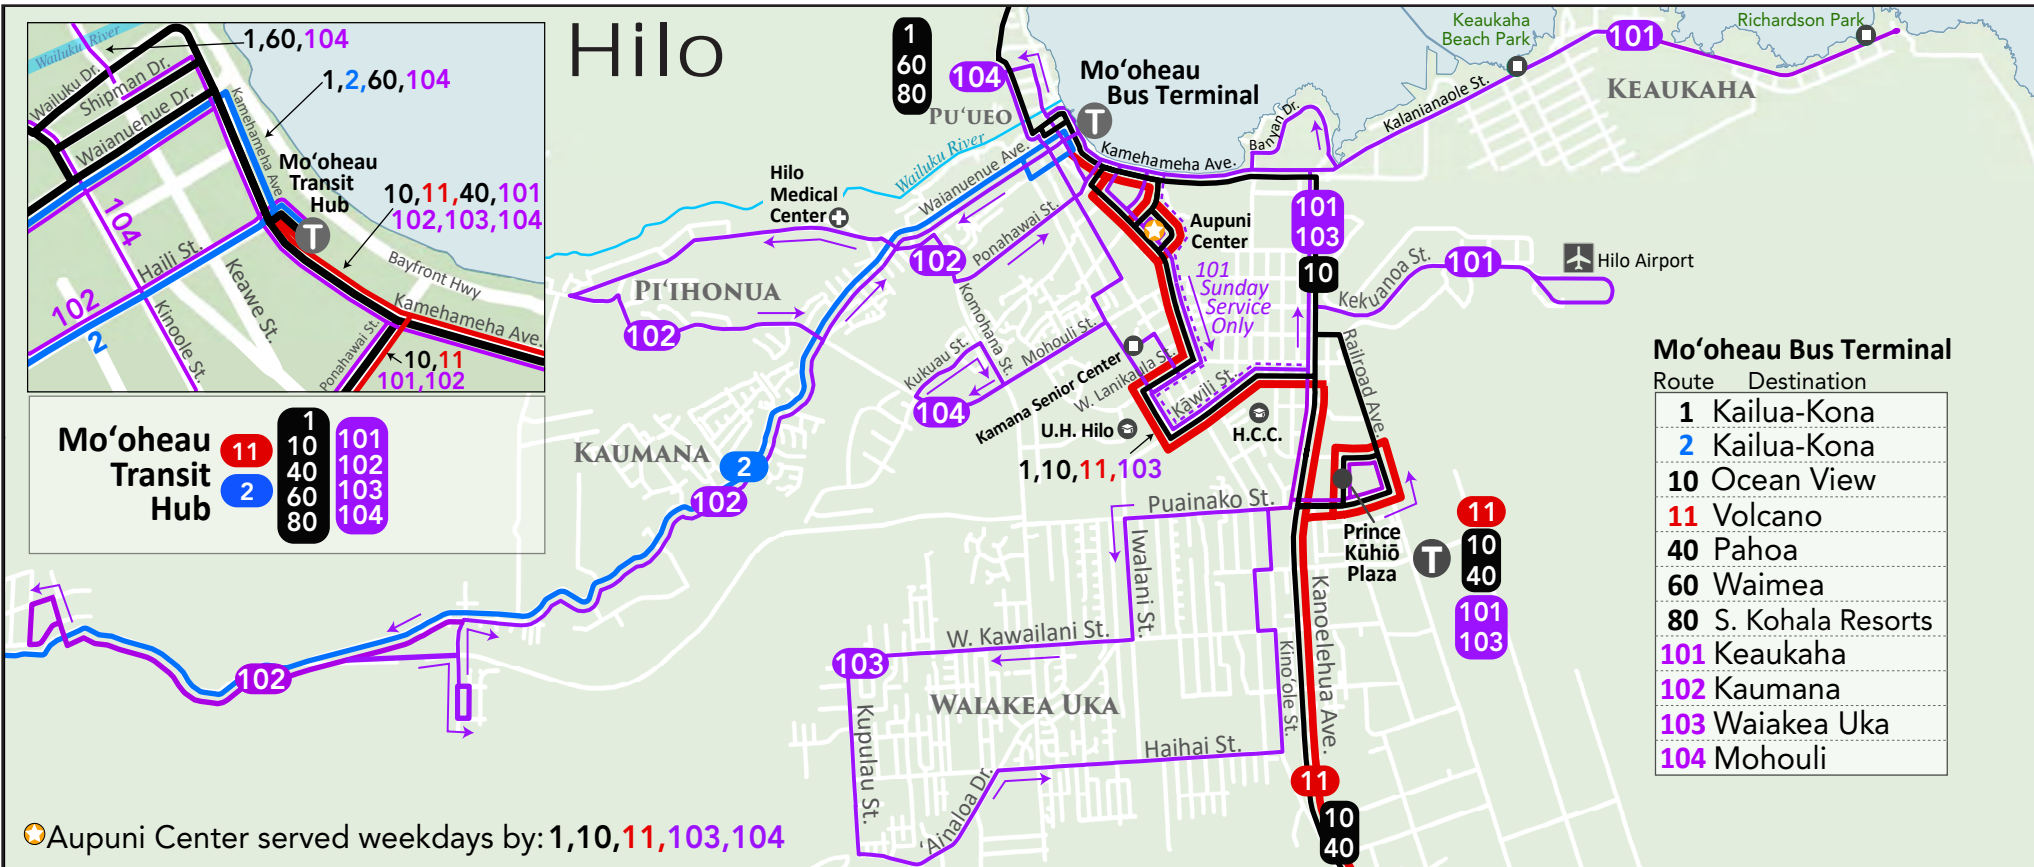 Hilo
Wailuku River
Wailuku Dr.
Shipman Dr.
Waianuenue Dr.
1,60,104
1,2,60,104
Kamehameha Ave.
Mo‘oheau
Transit
Hub
T
10,11,40,101
102,103,104
104
Haili St.
Keawe St.
Bayfront Hwy
Kamehameha Ave.
102
2
Kinoole St.
Ponahawai St.
10,11
101,102
Mo‘oheau
Transit
Hub
11
2
1
10
40
60
80
101
102
103
104
1
60
80
104
PU‘UEO
Mo‘oheau
Bus Terminal
T
Wailuku River
Waianuenue Ave.
Kamehameha Ave.
Banyan Dr.
Kalanianaole St.
Keaukaha
Beach Park
101
Richardson Park
KEAUKAHA
Hilo
Medical
Center
102
Ponahawai St.
Aupuni
Center
101
103
10
Kekuanoa St.
101
Hilo Airport
PI‘IHONUA
102
Komohana St.
Kukuau St.
Mohouli St.
104
101
Sunday
Service
Only
Railroad Ave.
Kamana Senior Center
W. Lanikaula St.
Kāwili St.
U.H. Hilo
H.C.C.
1,10,11,103
KAUMANA
2
102
Puainako St.
Prince
Kūhiō
Plaza
T
11
10
40
101
103
Iwalani St.
W. Kawailani St.
103
102
WAIAKEA UKA
Kupulau St.
Haihai St.
‘Ainaloa Dr.
Kino‘ole St.
Kanoelehua Ave.
11
10
40
Mo‘oheau Bus Terminal
Route Destination
1 Kailua-Kona
2 Kailua-Kona
10 Ocean View
11 Volcano
40 Pahoa
60 Waimea
80 S. Kohala Resorts
101 Keaukaha
102 Kaumana
103 Waiakea Uka
104 Mohouli
Aupuni Center served weekdays by: 1,10,11,103,104